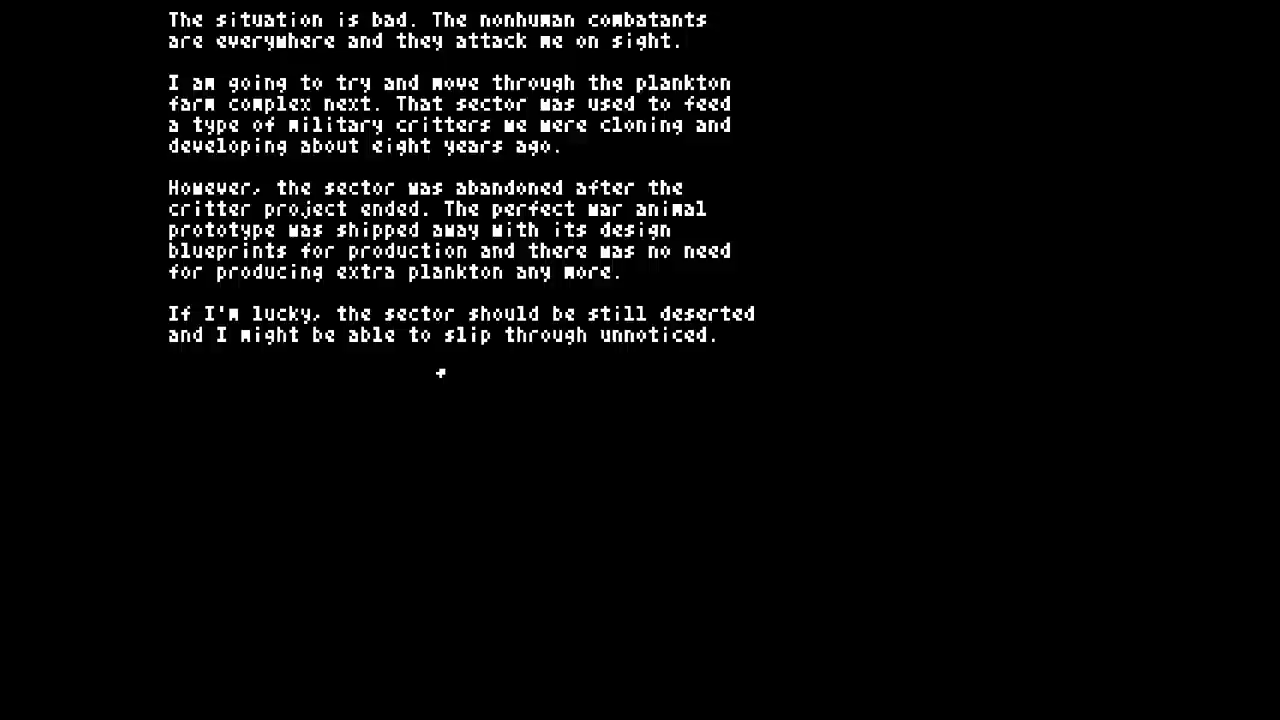 The situation is bad. The nonhuman combatants
are everywhere and they attack me on sight.
I am going to try and move through the plankton
farm complex next. That sector was used to feed
a type of military critters we were cloning and
developing about eight years ago.
However, the sector was abandoned after the
critter project ended. The perfect war animal
prototype was shipped away with its design
blueprints for production and there was no need
for producing extra plankton any more.
If I'm lucky, the sector should be still deserted
and I might be able to slip through unnoticed.